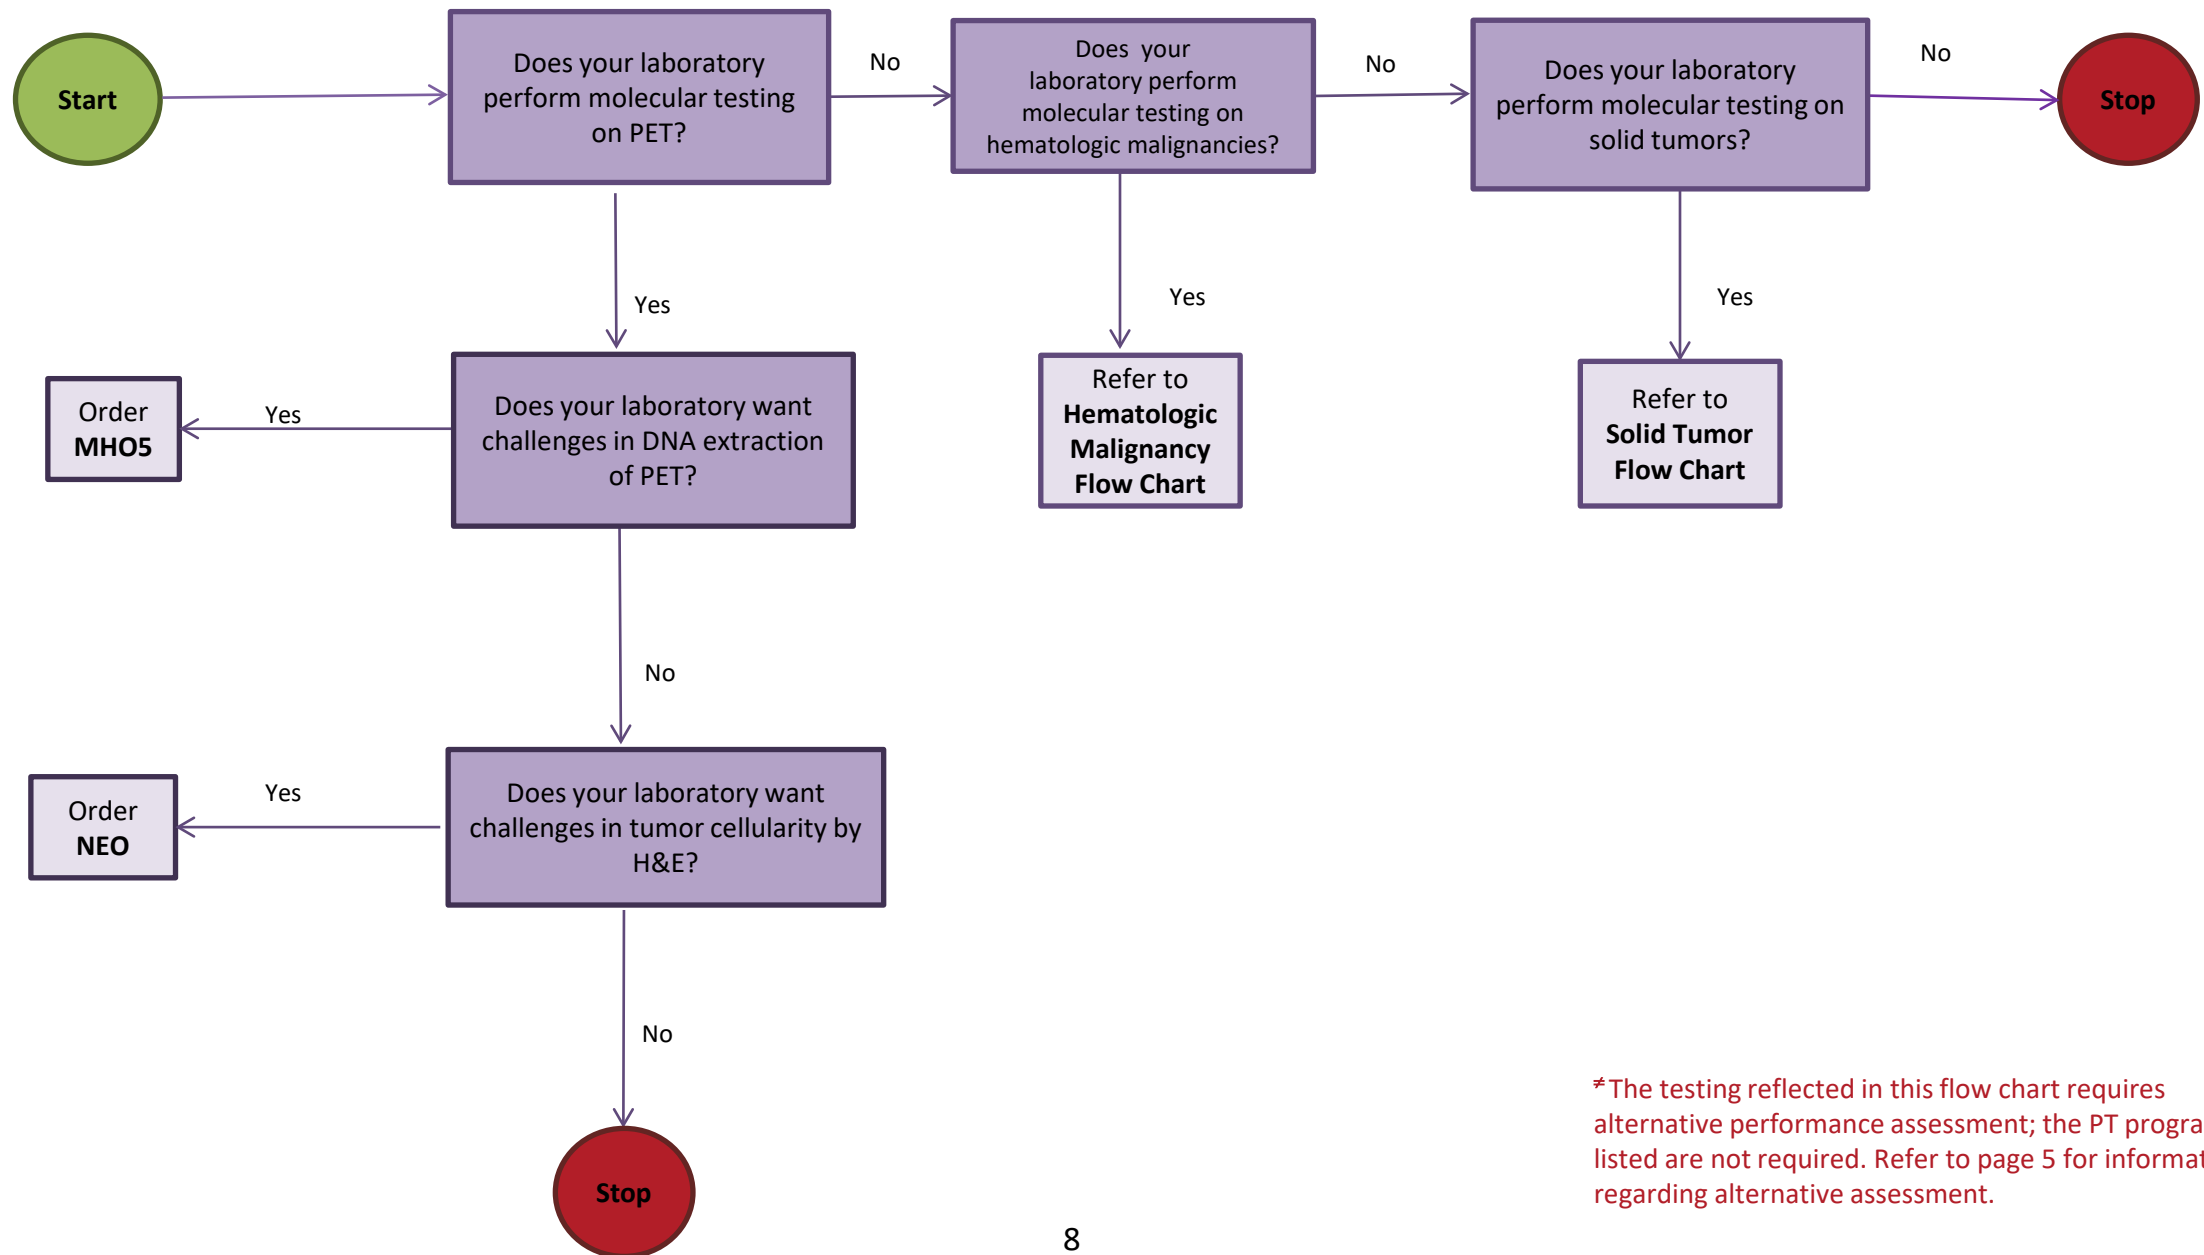 Start
Does your laboratory
perform molecular testing
on PET?
No
Does your
laboratory perform
molecular testing on
hematologic malignancies?
No
Does your laboratory
perform molecular testing on
solid tumors?
No
Stop
Yes
Yes
Yes
Order
MHO5
Yes
Does your laboratory want
challenges in DNA extraction
of PET?
Refer to
Hematologic
Malignancy
Flow Chart
Refer to
Solid Tumor
Flow Chart
No
Order
NEO
Yes
Does your laboratory want
challenges in tumor cellularity by
H&E?
No
Stop
≠The testing reflected in this flow chart requires
alternative performance assessment; the PT
listed are not required. Refer to page 5 for
regarding alternative assessment.
8